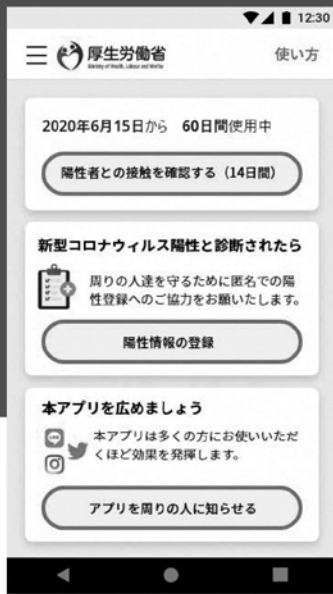 12:30
厚生労働省
Ministry of Health, Labour and Welfare
使い方
2020年6月15日から 60日間使用中
陽性者との接触を確認する（14日間）
新型コロナウィルス陽性と診断されたら
周りの人達を守るために匿名での陽
性登録へのご協力をお願いたします。
陽性情報の登録
本アプリを広めましょう
LINE
本アプリは多くの方にお使いいただ
くほど効果を発揮します。
アプリを周りの人に知らせる